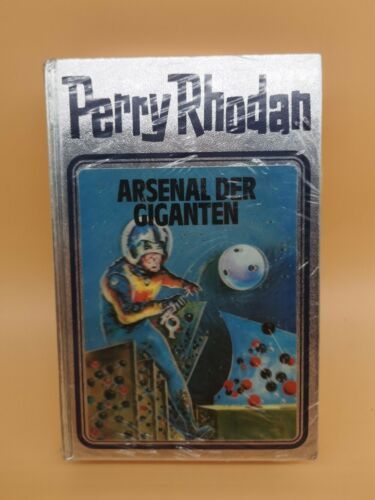 Perry Rhodan
ARSENAL DER
GIGANTEN